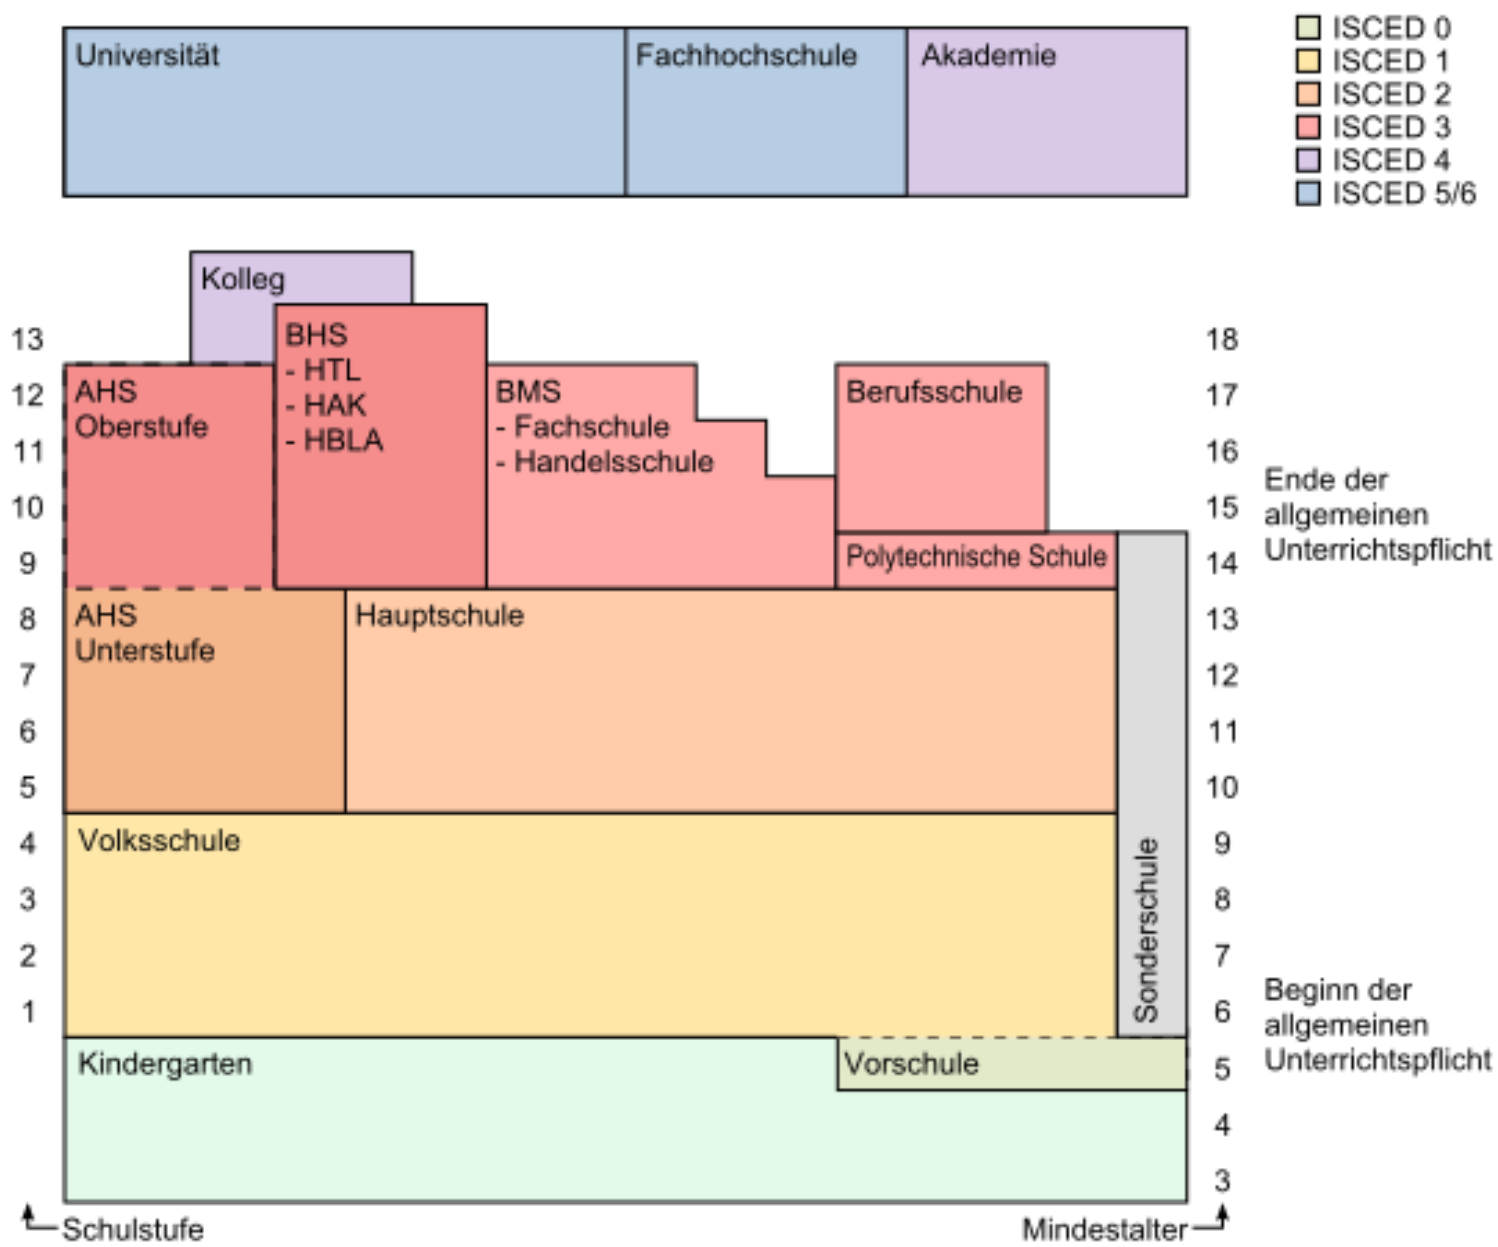 Universität
Fachhochschule
Akademie
ISCED 0
ISCED 1
ISCED 2
ISCED 3
ISCED 4
ISCED 5/6
Kolleg
BHS
- HTL
- HAK
- HBLA
AHS
Oberstufe
BMS
- Fachschule
- Handelsschule
Berufsschule
Polytechnische Schule
AHS
Unterstufe
Hauptschule
Volksschule
Sonderschule
Kindergarten
Vorschule
13
12
11
10
9
8
7
6
5
4
3
2
1
18
17
16
15
14
13
12
11
10
9
8
7
6
5
4
3
Ende der
allgemeinen
Unterrichtspflicht
Beginn der
allgemeinen
Unterrichtspflicht
Schulstufe
Mindestalter